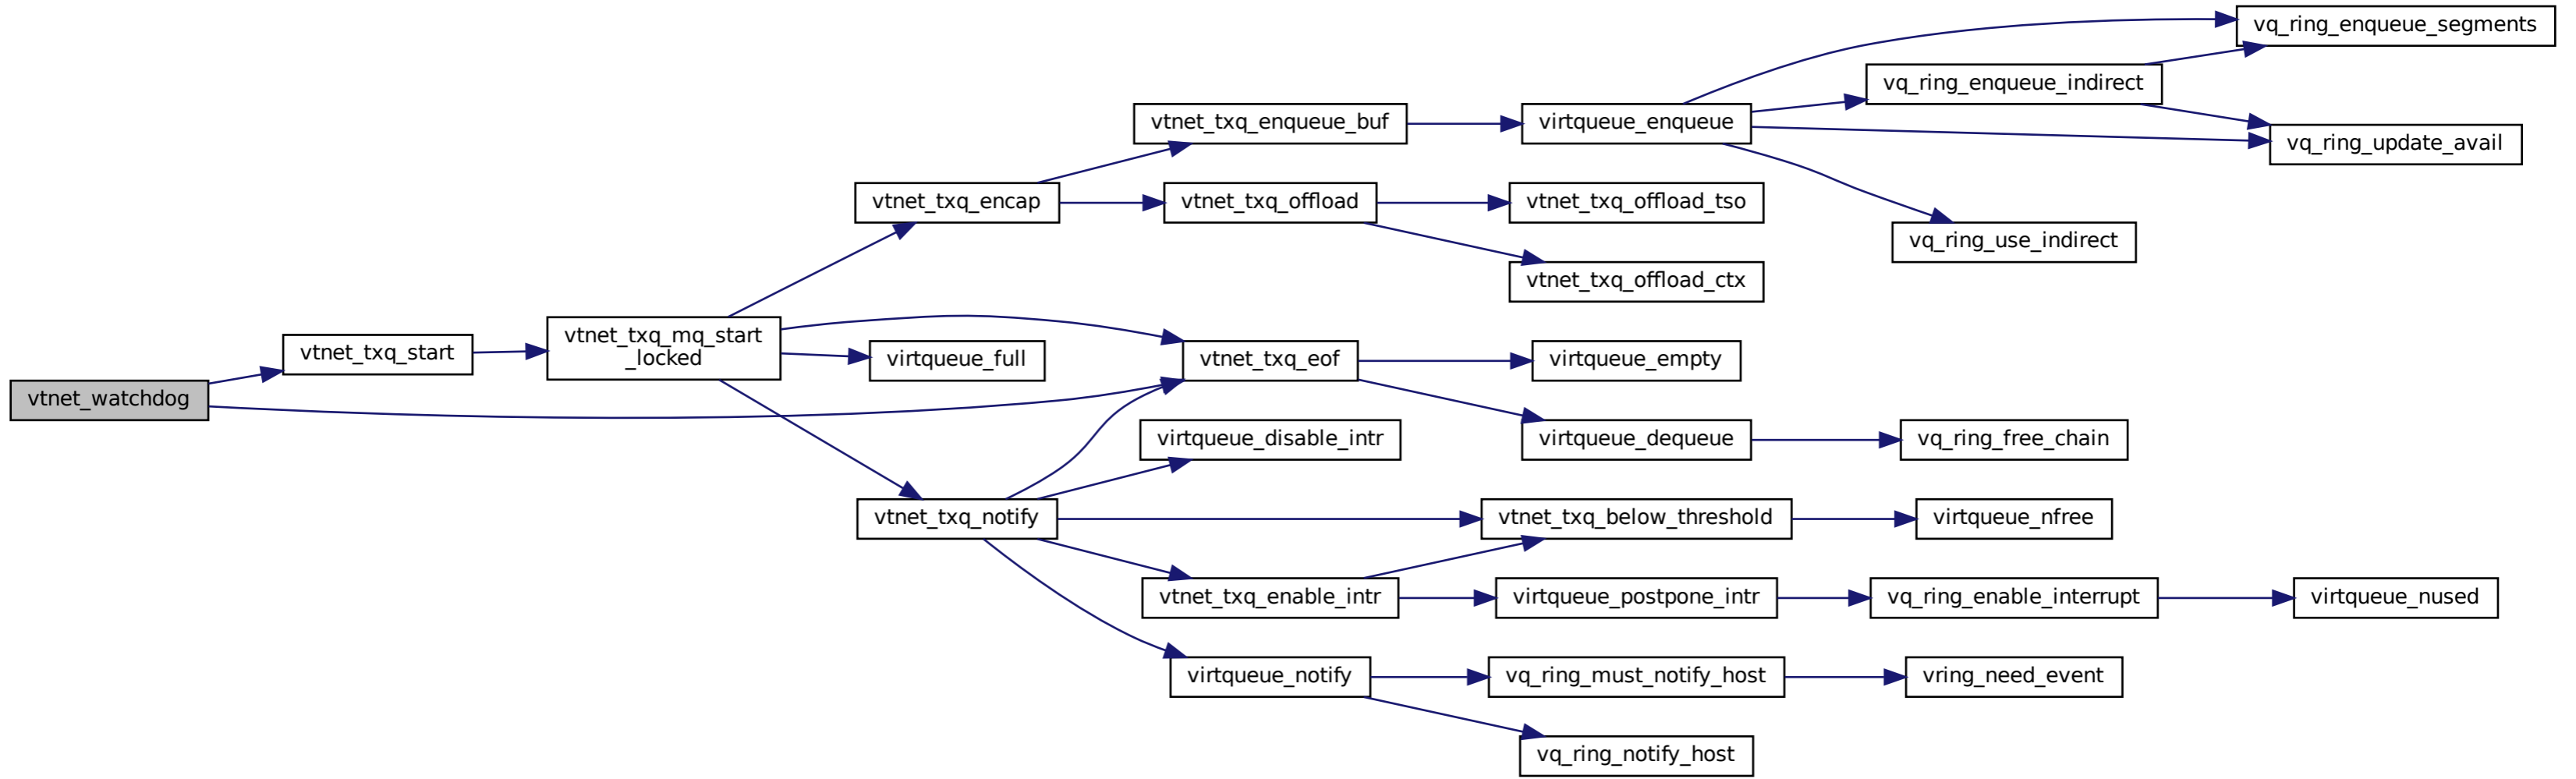 vtnet_watchdog
vtnet_txq_start
vtnet_txq_mq_start
_locked
vtnet_txq_encap
vtnet_txq_enqueue_buf
virtqueue_enqueue
vq_ring_enqueue_segments
vq_ring_enqueue_indirect
vq_ring_update_avail
vq_ring_use_indirect
vtnet_txq_offload
vtnet_txq_offload_tso
vtnet_txq_offload_ctx
virtqueue_full
vtnet_txq_eof
virtqueue_empty
virtqueue_dequeue
vq_ring_free_chain
vtnet_txq_notify
virtqueue_disable_intr
vtnet_txq_below_threshold
virtqueue_nfree
vtnet_txq_enable_intr
virtqueue_postpone_intr
vq_ring_enable_interrupt
virtqueue_nused
virtqueue_notify
vq_ring_must_notify_host
vring_need_event
vq_ring_notify_host